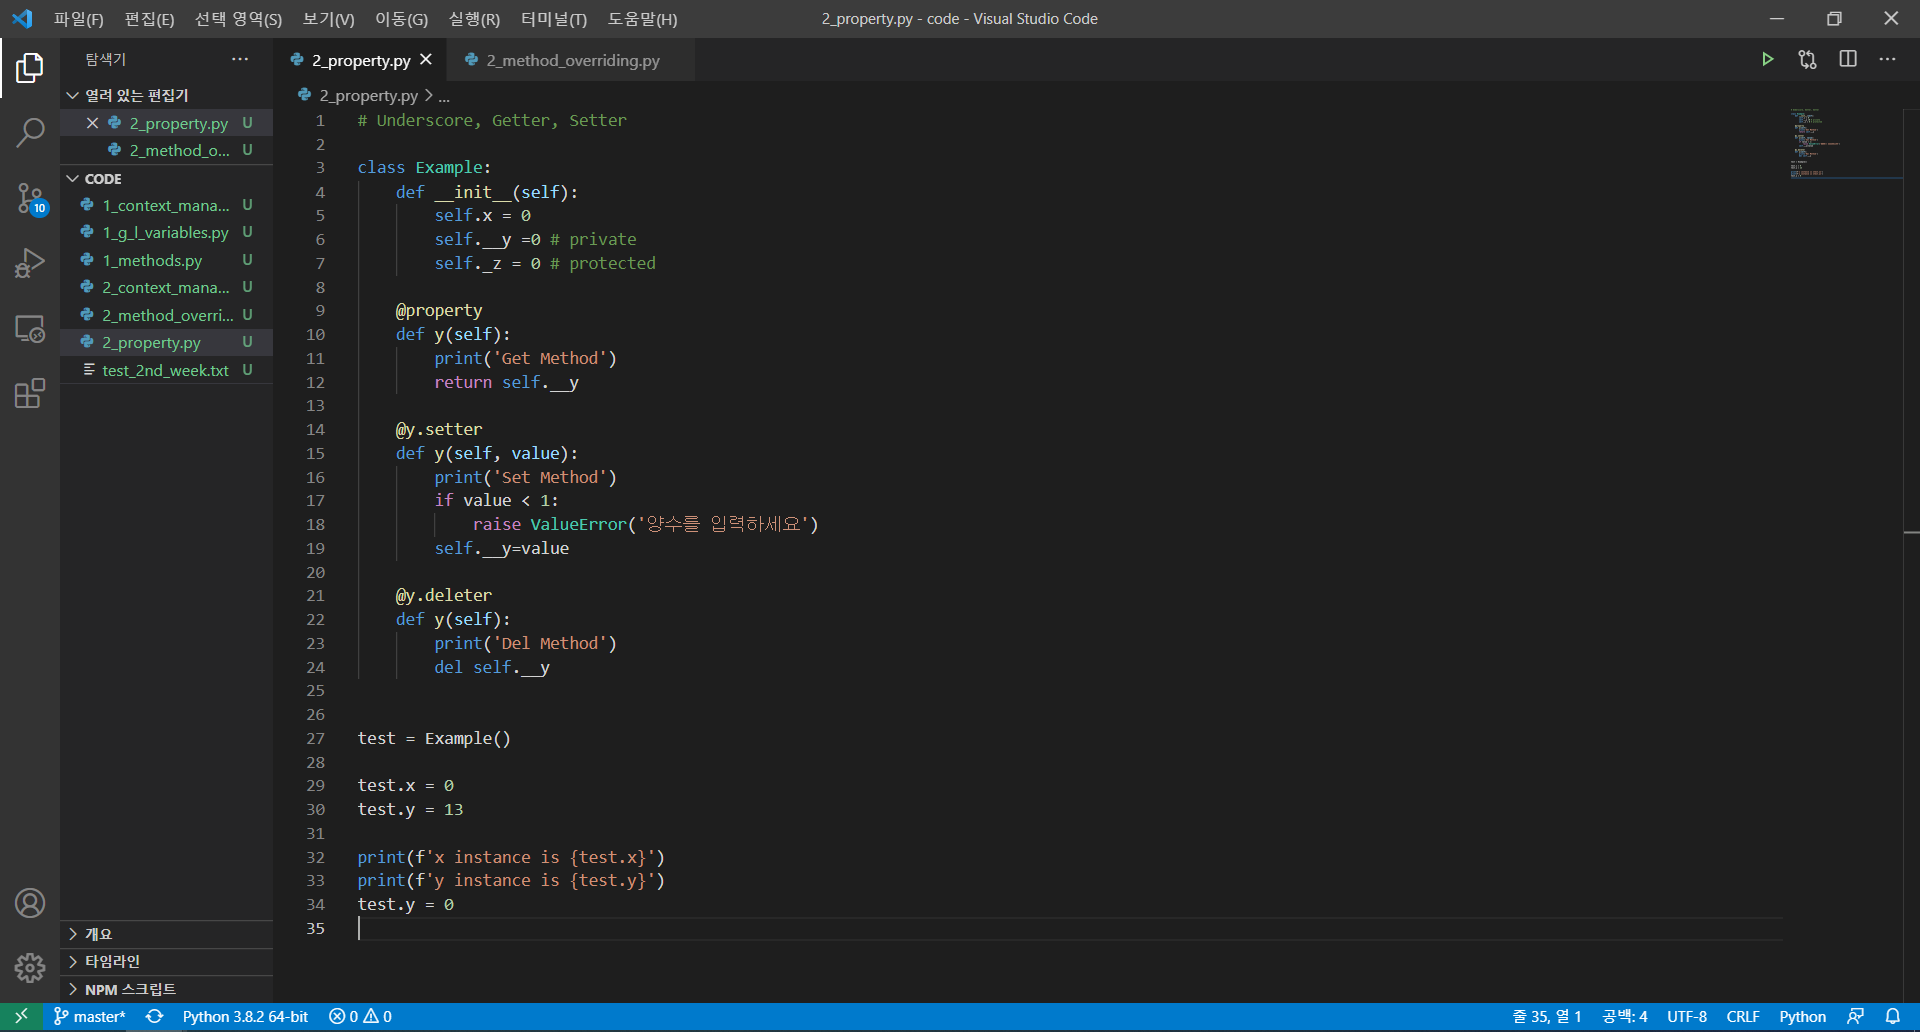 파일(F) 편집(E) 선택 영역(S) 보기(V) 이동(G) 실행(R) 터미널(T) 도움말(H) 2_property.py - code - Visual Studio Code
탐색기 ...
2_property.py
2_method_overriding.py
열려 있는 편집기
2_property.py U
2_method_o... U
CODE
1_context_mana... U
1_g_l_variables.py U
1_methods.py U
2_context_mana... U
2_method_overri... U
2_property.py U
test_2nd_week.txt U
10
개요
타임라인
NPM 스크립트
2_property.py > ...
1 # Underscore, Getter, Setter
2
3 class Example:
4     def __init__(self):
5         self.x = 0
6         self.__y =0 # private
7         self._z = 0 # protected
8
9     @property
10     def y(self):
11         print('Get Method')
12         return self.__y
13
14     @y.setter
15     def y(self, value):
16         print('Set Method')
17         if value < 1:
18             raise ValueError('양수를 입력하세요')
19         self.__y=value
20
21     @y.deleter
22     def y(self):
23         print('Del Method')
24         del self.__y
25
26
27 test = Example()
28
29 test.x = 0
30 test.y = 13
31
32 print(f'x instance is {test.x}')
33 print(f'y instance is {test.y}')
34 test.y = 0
35
master* Python 3.8.2 64-bit 0 0 줄 35, 열 1 공백: 4 UTF-8 CRLF Python